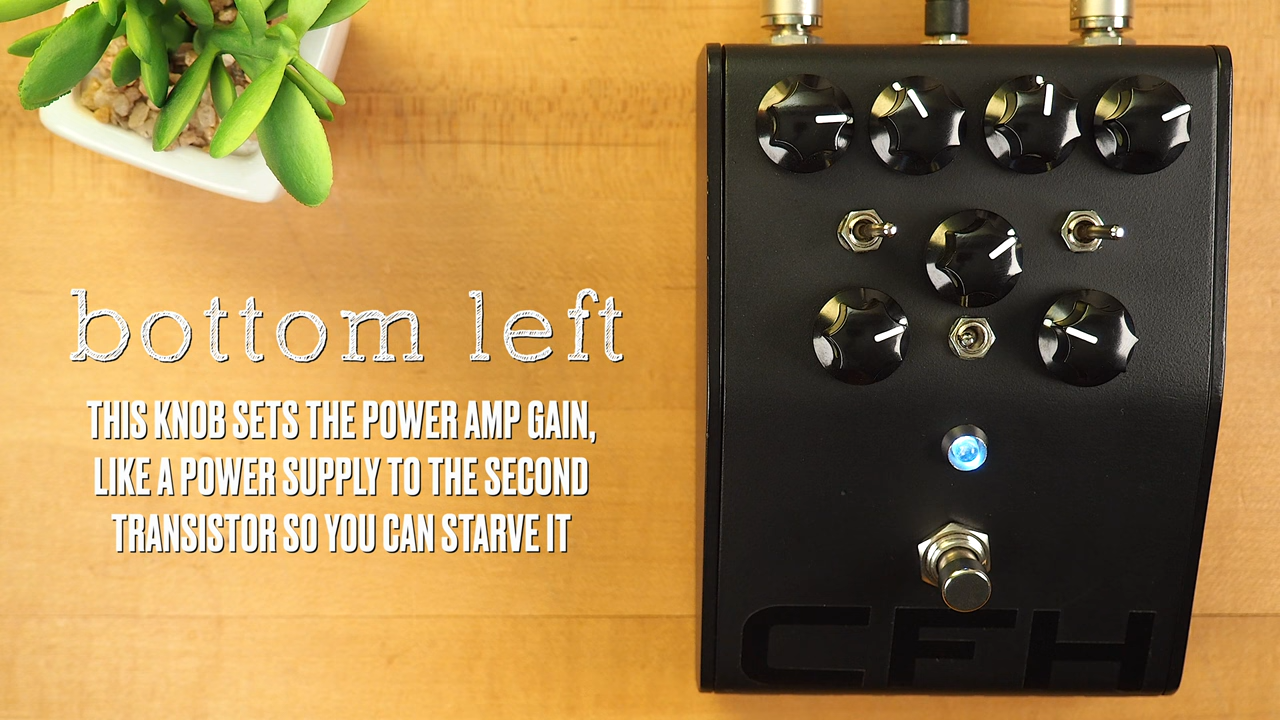 bottom left
THIS KNOB SETS THE POWER AMP GAIN,
LIKE A POWER SUPPLY TO THE SECOND
TRANSISTOR SO YOU CAN STARVE IT
CFH